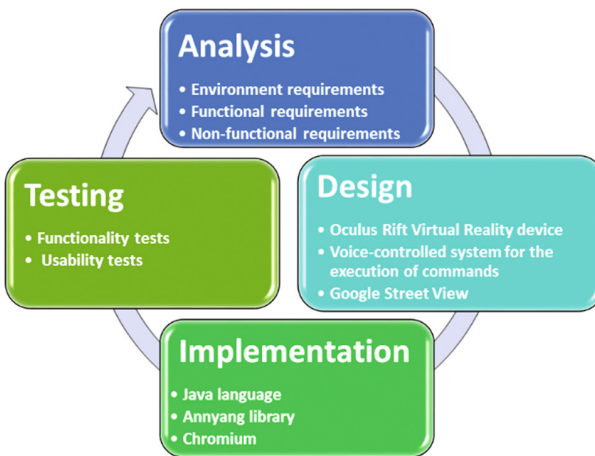 Analysis
• Environment requirements
• Functional requirements
• Non-functional requirements
Testing
• Functionality tests
• Usability tests
Design
• Oculus Rift Virtual Reality device
• Voice-controlled system for the
execution of commands
• Google Street View
Implementation
• Java language
• Annyang library
• Chromium